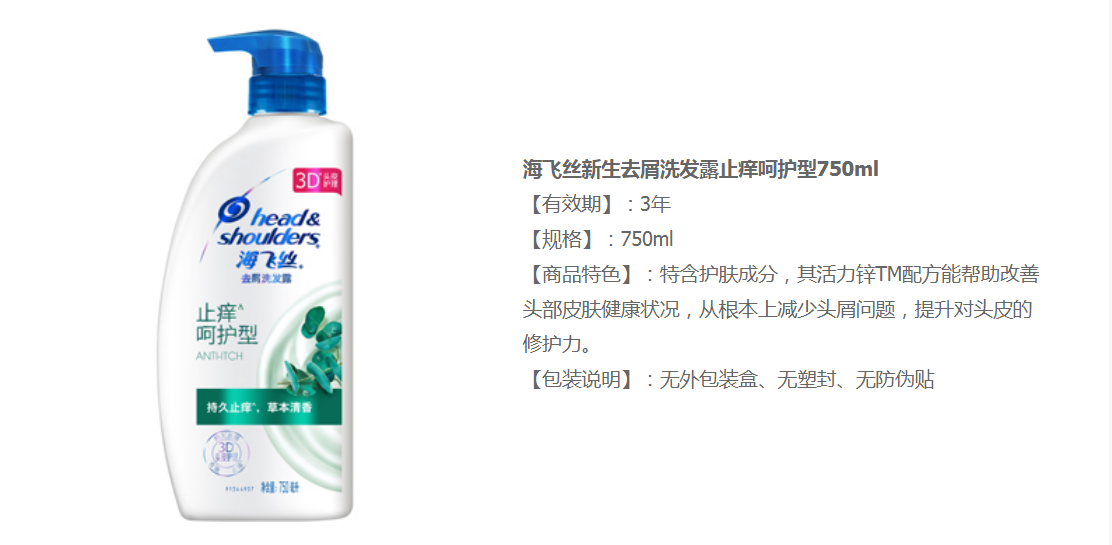 3D 头皮护理
head&
shoulders®
海飞丝®
去屑洗发露
止痒^
呵护型
ANTI-ITCH
持久止痒^，草本清香
3D
净含量：750毫升
海飞丝新生去屑洗发露止痒呵护型750ml
【有效期】：3年
【规格】：750ml
【商品特色】：特含护肤成分，其活力锌TM配方能帮助改善
头部皮肤健康状况，从根本上减少头屑问题，提升对头皮的
修护力。
【包装说明】：无外包装盒、无塑封、无防伪贴